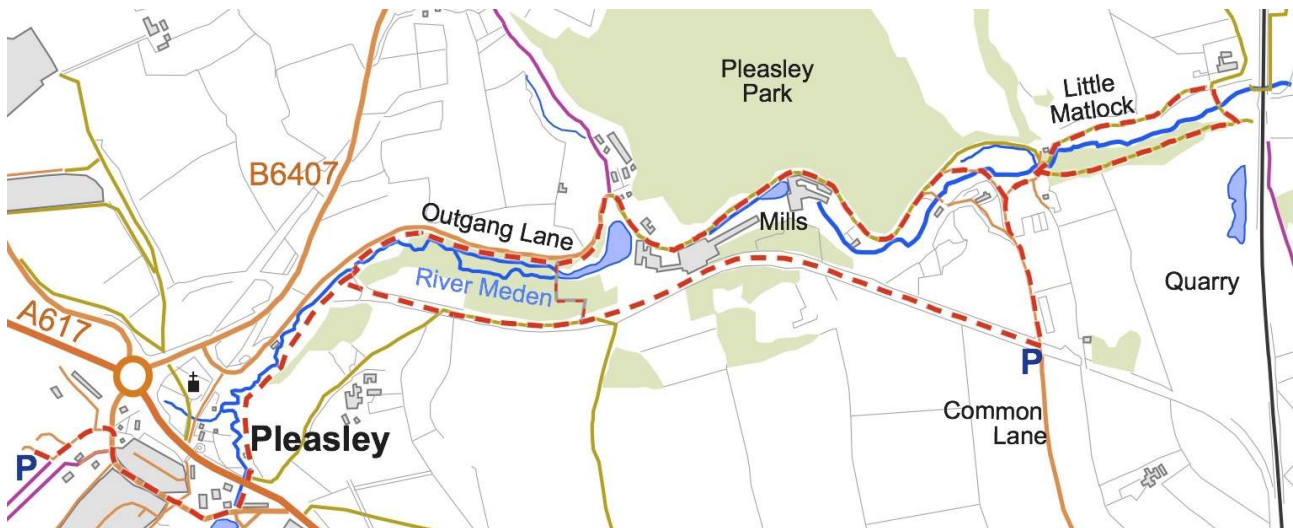 Pleasley
Park
Little
Matlock
B6407
Outgang Lane
Mills
River Meden
Quarry
A617
P
Common
Lane
Pleasley
P